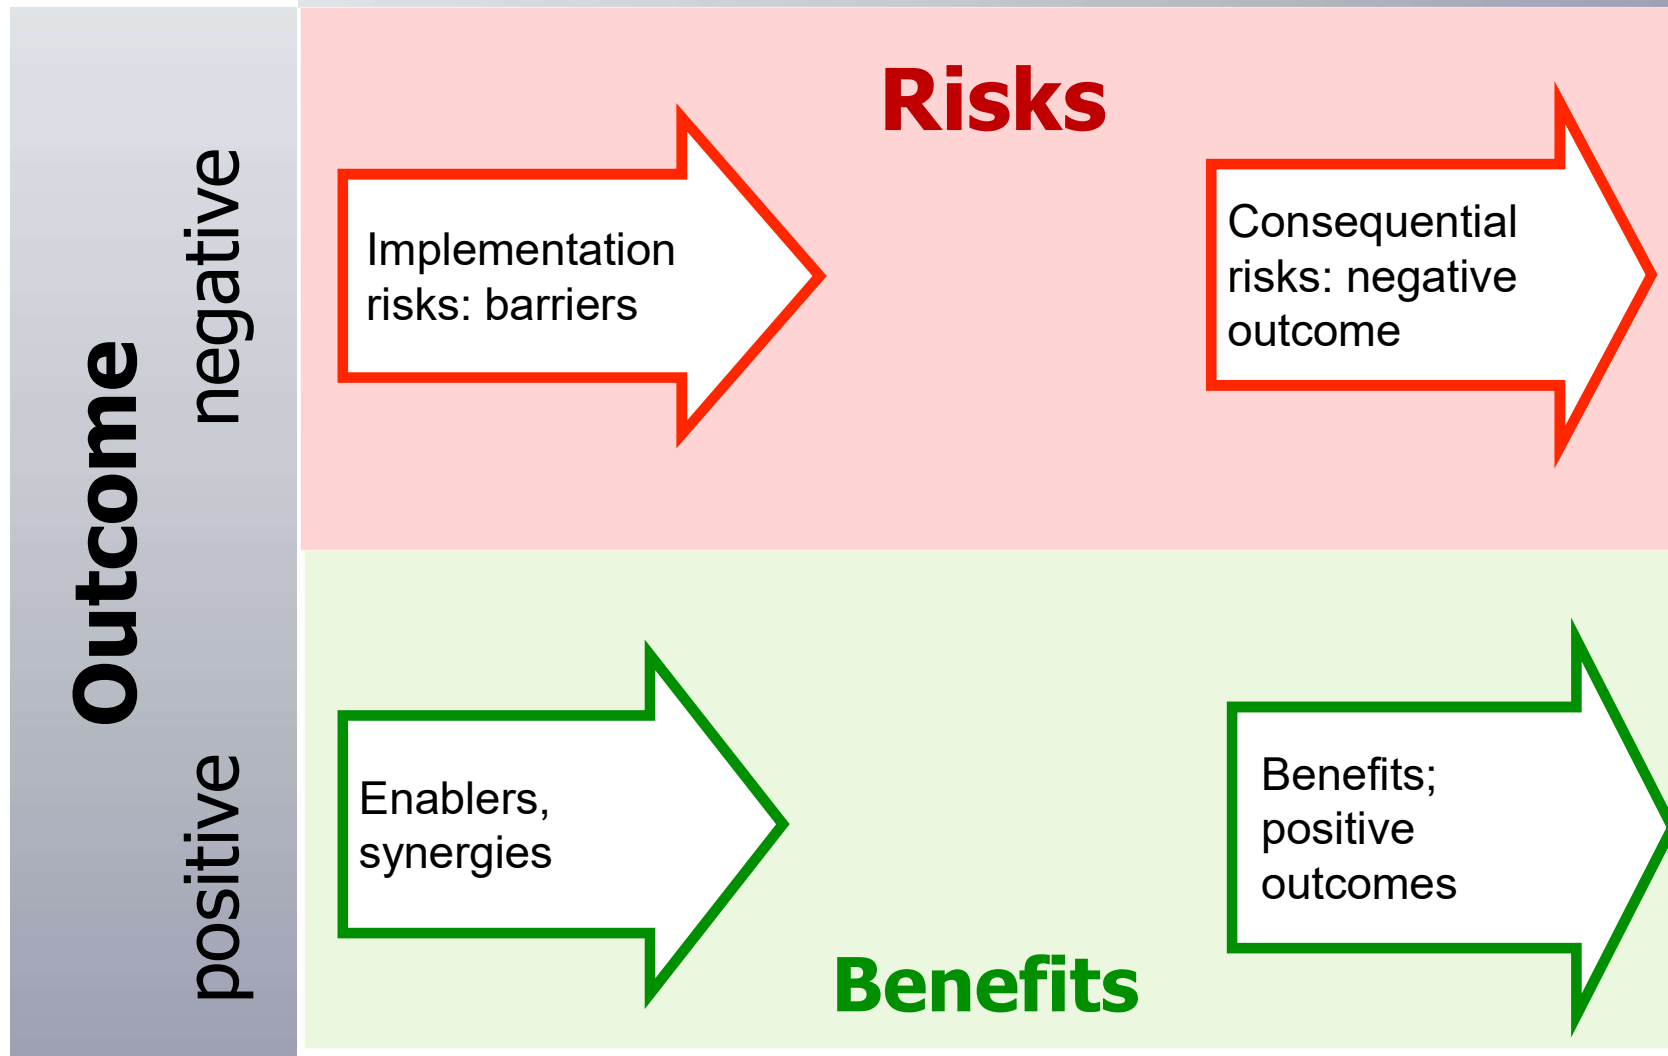 Outcome
negative
positive
Risks
Implementation
risks: barriers
Consequential
risks: negative
outcome
Enablers,
synergies
Benefits;
positive
outcomes
Benefits